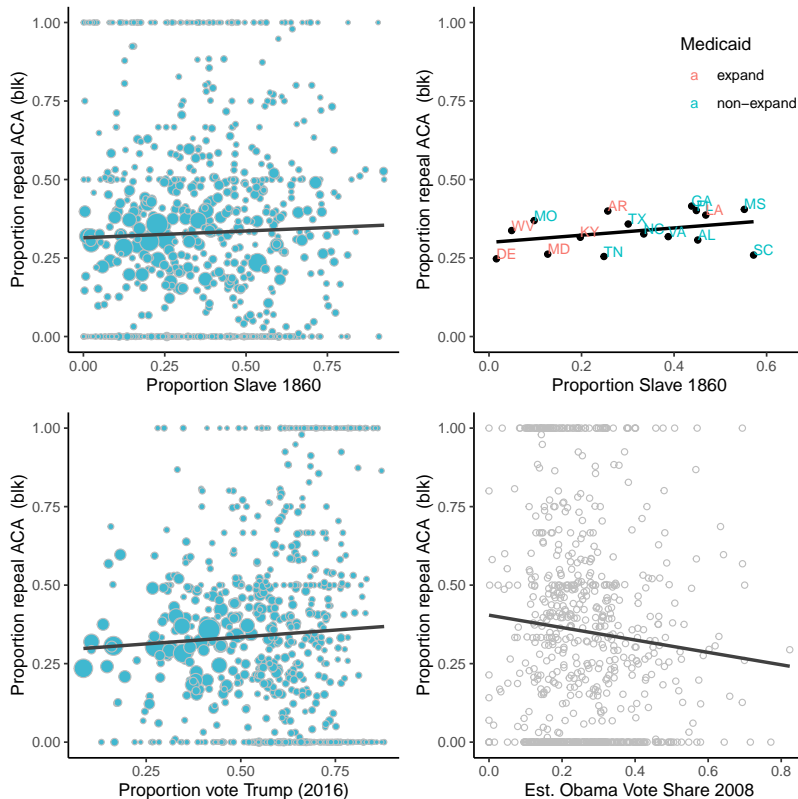 1.00
0.75
0.50
0.25
0.00
Proportion repeal ACA (blk)
0.00 0.25 0.50 0.75
Proportion Slave 1860
1.00
0.75
0.50
0.25
0.00
Proportion repeal ACA (blk)
Medicaid
a expand
a non−expand
GA
AR
MS
MO
TX
WV
KY
NC
VA
AL
DE
MD
TN
SC
0.0 0.2 0.4 0.6
Proportion Slave 1860
1.00
0.75
0.50
0.25
0.00
Proportion repeal ACA (blk)
0.25 0.50 0.75
Proportion vote Trump (2016)
1.00
0.75
0.50
0.25
0.00
Proportion repeal ACA (blk)
0.0 0.2 0.4 0.6 0.8
Est. Obama Vote Share 2008